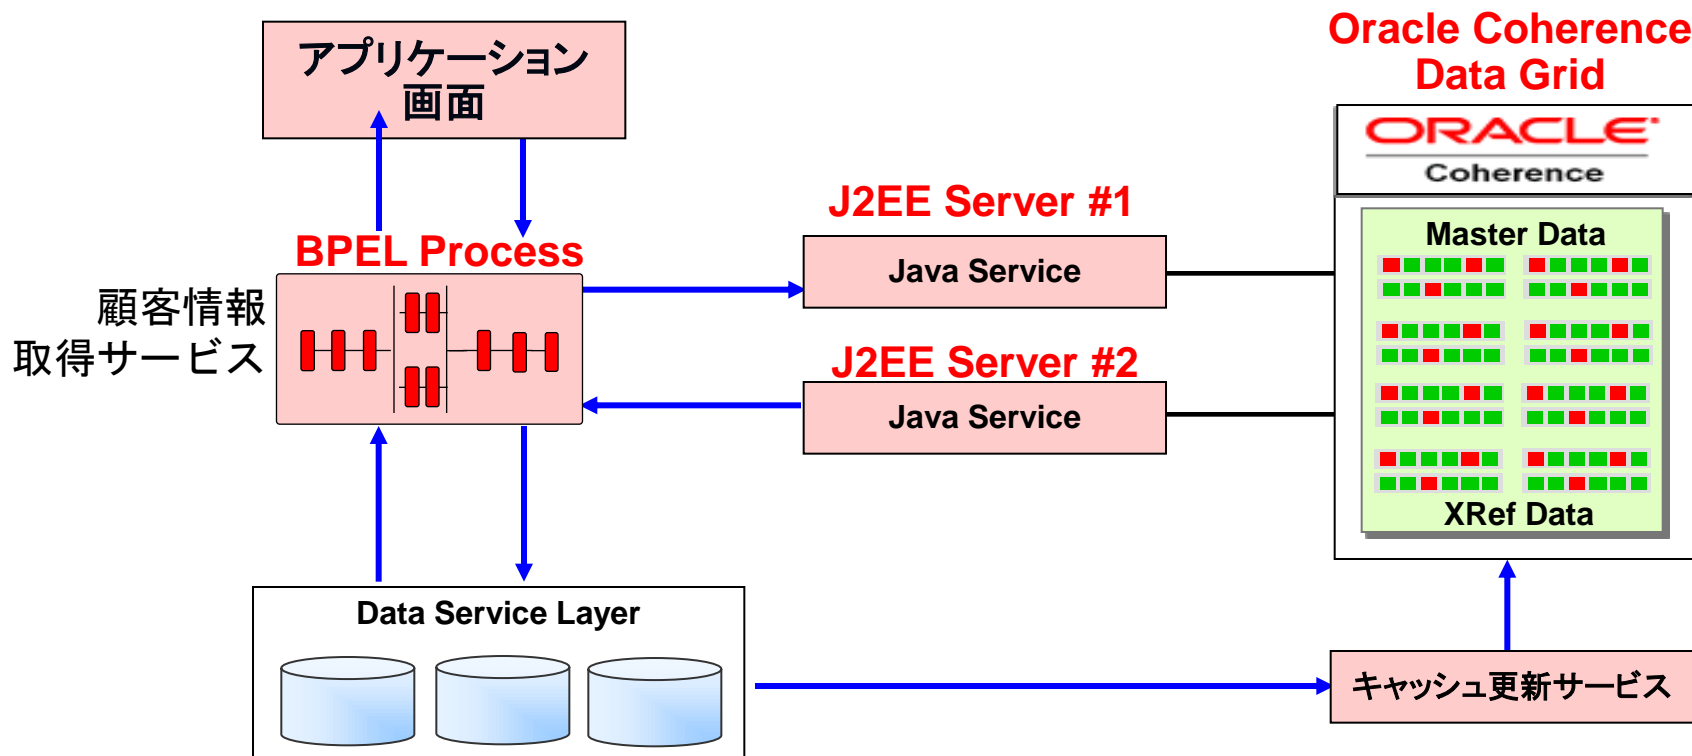 アプリケーション
画面
Oracle Coherence
Data Grid
ORACLE
Coherence
J2EE Server #1
Java Service
Master Data
BPEL Process
顧客情報
取得サービス
J2EE Server #2
Java Service
XRef Data
Data Service Layer
キャッシュ更新サービス